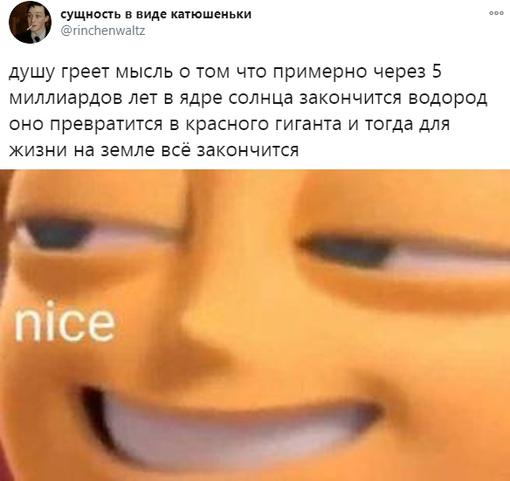 сущность в виде катюшеньки
@rinchenwaltz
душу греет мысль о том что примерно через 5
миллиардов лет в ядре солнца закончится водород
оно превратится в красного гиганта и тогда для
жизни на земле всё закончится
nice